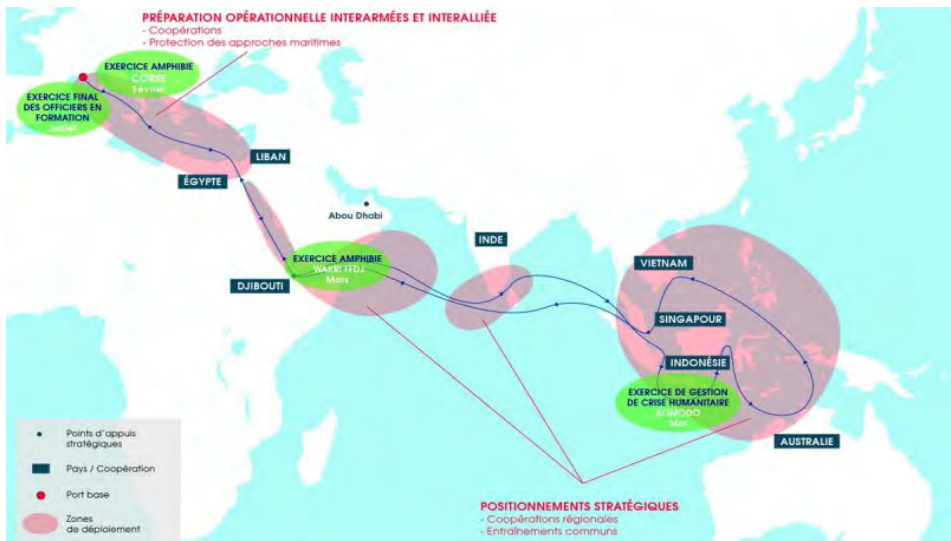 PRÉPARATION OPÉRATIONNELLE INTERARMÉES ET INTERALLIÉE
- Coopérations
- Protection des approches maritimes
EXERCICE AMPHIBIE
CORSE
Février
EXERCICE FINAL
DES OFFICIERS EN
FORMATION
LIBAN
ÉGYPTE
Abou Dhabi
INDE
EXERCICE AMPHIBIE
WAKRI FFDJ
Mars
DJIBOUTI
VIETNAM
SINGAPOUR
INDONÉSIE
EXERCICE DE GESTION
DE CRISE HUMANITAIRE
KOMODO
Mai
AUSTRALIE
Points d'appuis
stratégiques
Pays / Coopération
Port base
Zones
de déploiement
POSITIONNEMENTS STRATÉGIQUES
- Coopérations régionales
- Entraînements communs